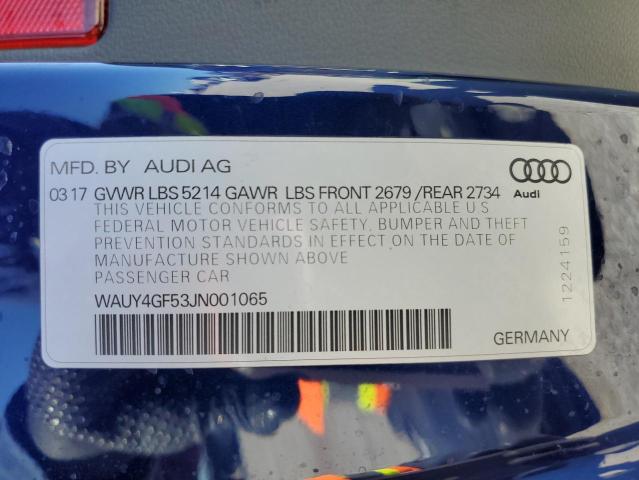 MFD. BY AUDI AG
03 17 GVWR LBS 5214 GAWR LBS FRONT 2679 /REAR 2734
Audi
THIS VEHICLE CONFORMS TO ALL APPLICABLE U S
FEDERAL MOTOR VEHICLE SAFETY, BUMPER AND THEFT
PREVENTION STANDARDS IN EFFECT ON THE DATE OF
MANUFACTURE SHOWN ABOVE
PASSENGER CAR
WAUY4GF53JN001065
1224159
GERMANY